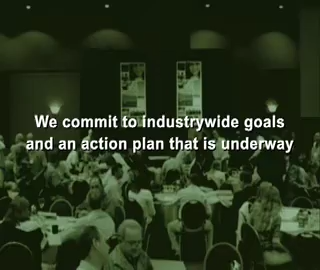 We commit to industrywide goals
and an action plan that is underway